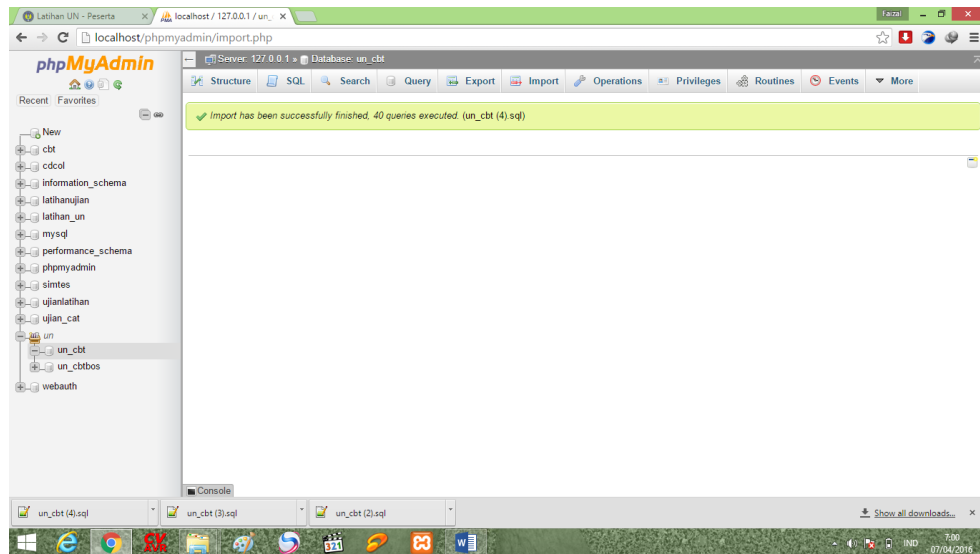 Latihan UN - Peserta
localhost / 127.0.0.1 / un_
Faizal
localhost/phpmyadmin/import.php
phpMyAdmin
Recent Favorites
New
cbt
cdcol
information_schema
latihanujian
latihan_un
mysql
performance_schema
phpmyadmin
simtes
ujianlatihan
ujian_cat
un
un_cbt
un_cbtbos
webauth
Server: 127.0.0.1 » Database: un_cbt
Structure SQL Search Query Export Import Operations Privileges Routines Events More
Import has been successfully finished, 40 queries executed. (un_cbt (4).sql)
Console
un_cbt (4).sql
un_cbt (3).sql
un_cbt (2).sql
Show all downloads...
CV
AVR
321
W
IND
7:00
07/04/2016